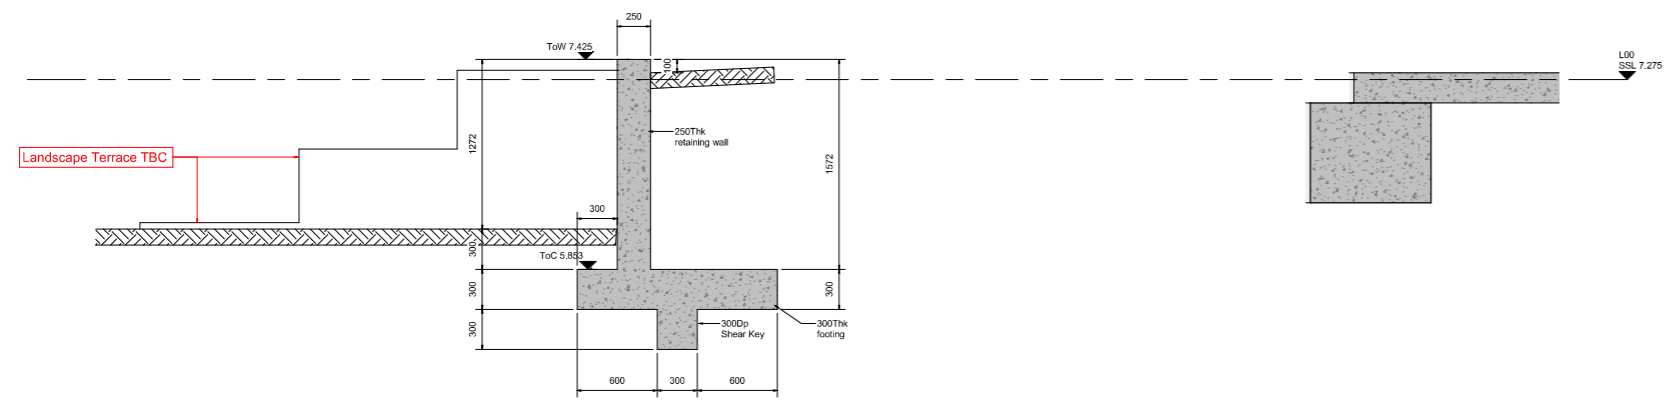 250
ToW 7.425
100
L00
SSL 7.275
250Thk
retaining wall
1272
1572
Landscape Terrace TBC
300
300
ToC 5.853
300
300
300
300Dp
Shear Key
300Thk
footing
600
300
600